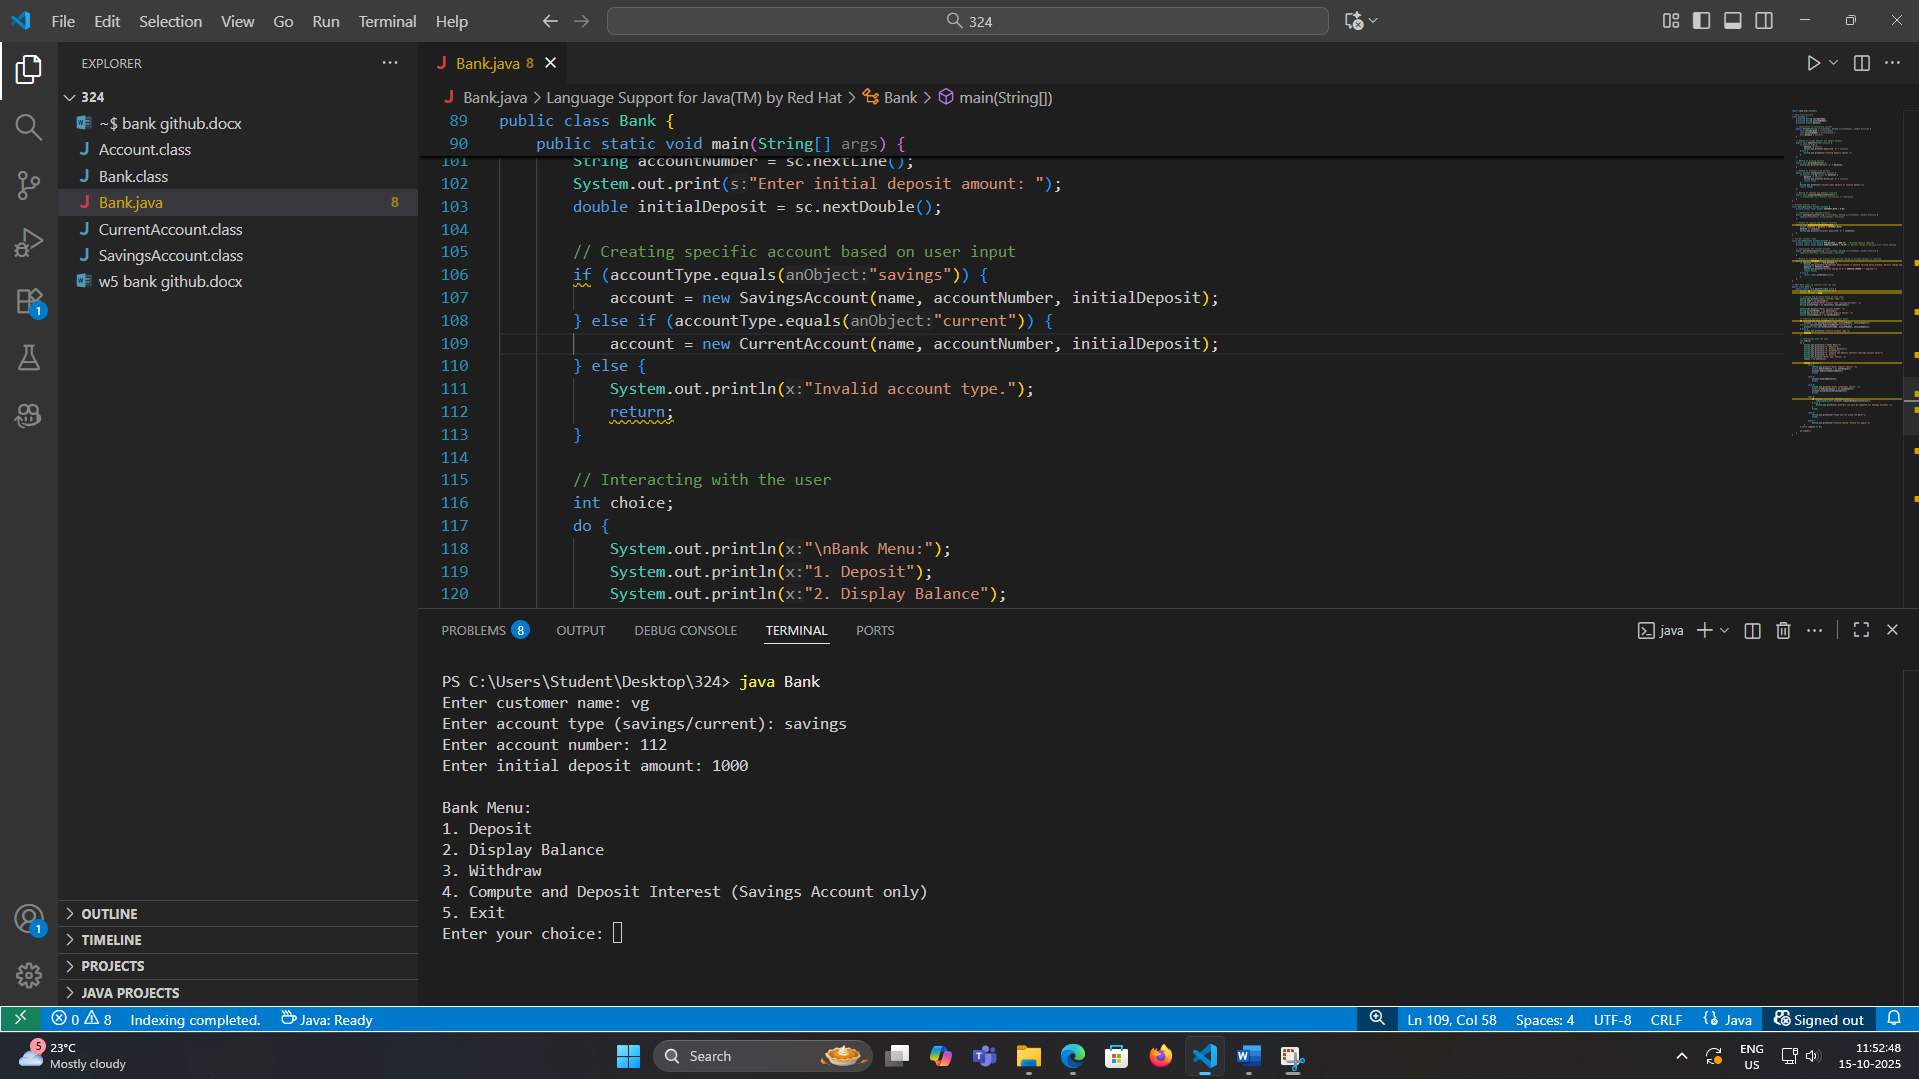 File Edit Selection View Go Run Terminal Help
324
EXPLORER
324
~$ bank github.docx
Account.class
Bank.class
Bank.java 8
CurrentAccount.class
SavingsAccount.class
w5 bank github.docx
OUTLINE
TIMELINE
PROJECTS
JAVA PROJECTS
Bank.java 8
Bank.java > Language Support for Java(TM) by Red Hat > Bank > main(String[])
89 public class Bank {
90 public static void main(String[] args) {
101 String accountNumber = sc.nextLine();
102 System.out.print(s:"Enter initial deposit amount: ");
103 double initialDeposit = sc.nextDouble();
104
105 // Creating specific account based on user input
106 if (accountType.equals(anObject:"savings")) {
107 account = new SavingsAccount(name, accountNumber, initialDeposit);
108 } else if (accountType.equals(anObject:"current")) {
109 account = new CurrentAccount(name, accountNumber, initialDeposit);
110 } else {
111 System.out.println(x:"Invalid account type.");
112 return;
113 }
114
115 // Interacting with the user
116 int choice;
117 do {
118 System.out.println(x:"\nBank Menu:");
119 System.out.println(x:"1. Deposit");
120 System.out.println(x:"2. Display Balance");
PROBLEMS 8 OUTPUT DEBUG CONSOLE TERMINAL PORTS
java
PS C:\Users\Student\Desktop\324> java Bank
Enter customer name: vg
Enter account type (savings/current): savings
Enter account number: 112
Enter initial deposit amount: 1000
Bank Menu:
1. Deposit
2. Display Balance
3. Withdraw
4. Compute and Deposit Interest (Savings Account only)
5. Exit
Enter your choice:
1
1
0 8 Indexing completed. Java: Ready
Ln 109, Col 58 Spaces: 4 UTF-8 CRLF Java Signed out
5
23°C
Mostly cloudy
Search
ENG
US
11:52:48
15-10-2025